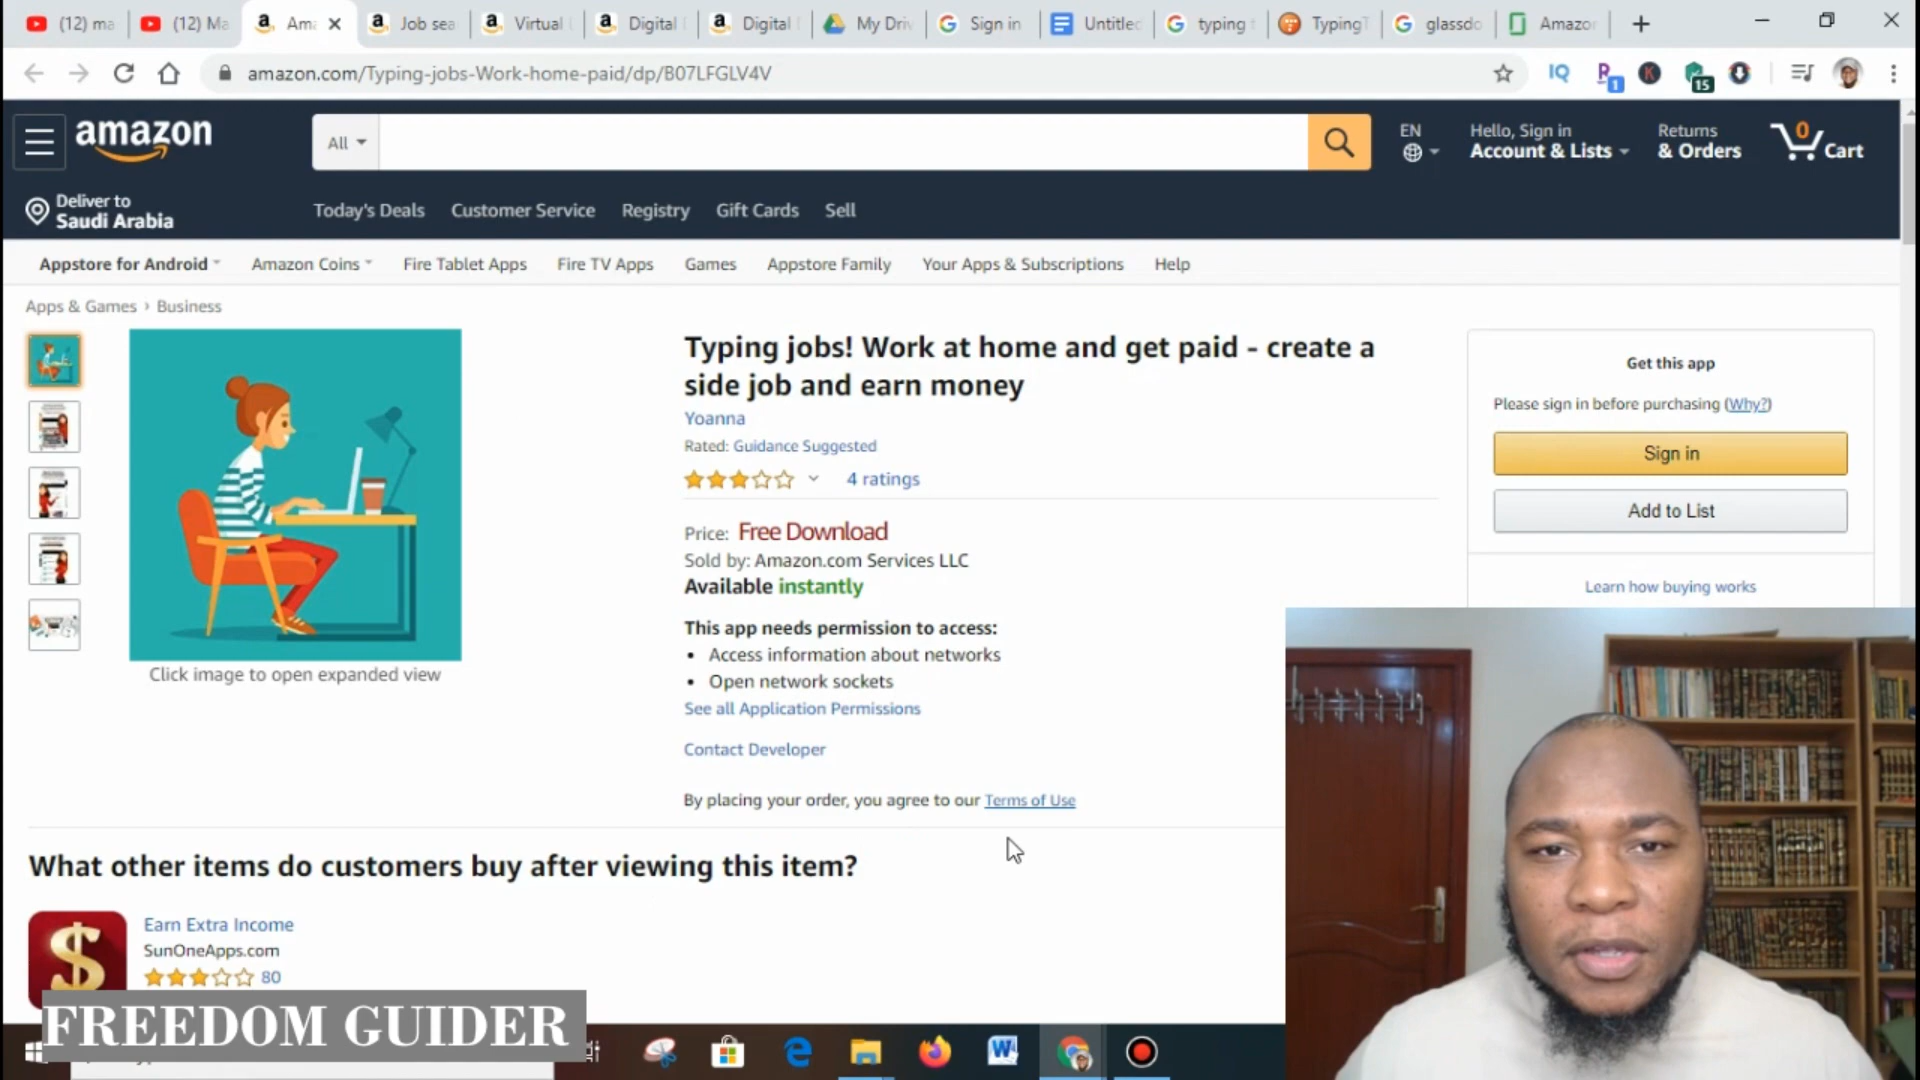 (12) ma
(12) Ma
Ama
Job sea
Virtual
Digital
Digital
My Driv
Sign in
Untitled
typing t
TypingT
glassdo
Amazon
amazon.com/Typing-jobs-Work-home-paid/dp/B07LFGLV4V
IQ
1
15
amazon
All
EN
Hello, Sign in
Account & Lists
Returns
& Orders
0
Cart
Deliver to
Saudi Arabia
Today's Deals
Customer Service
Registry
Gift Cards
Sell
Appstore for Android
Amazon Coins
Fire Tablet Apps
Fire TV Apps
Games
Appstore Family
Your Apps & Subscriptions
Help
Apps & Games › Business
Typing jobs! Work at home and get paid - create a
side job and earn money
Yoanna
Rated: Guidance Suggested
4 ratings
Price: Free Download
Sold by: Amazon.com Services LLC
Available instantly
This app needs permission to access:
• Access information about networks
• Open network sockets
See all Application Permissions
Contact Developer
By placing your order, you agree to our Terms of Use
Click image to open expanded view
Get this app
Please sign in before purchasing (Why?)
Sign in
Add to List
Learn how buying works
What other items do customers buy after viewing this item?
Earn Extra Income
SunOneApps.com
80
FREEDOM GUIDER